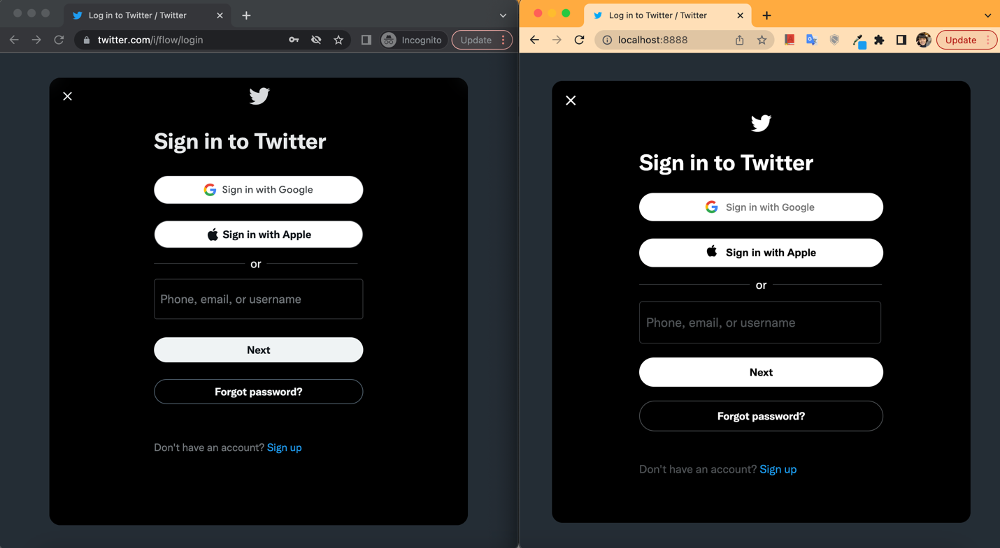 Log in to Twitter / Twitter
twitter.com/i/flow/login
Incognito
Update
Sign in to Twitter
Sign in with Google
Sign in with Apple
or
Phone, email, or username
Next
Forgot password?
Don't have an account? Sign up
Log in to Twitter / Twitter
localhost:8888
Update
Sign in to Twitter
Sign in with Google
Sign in with Apple
or
Phone, email, or username
Next
Forgot password?
Don't have an account? Sign up